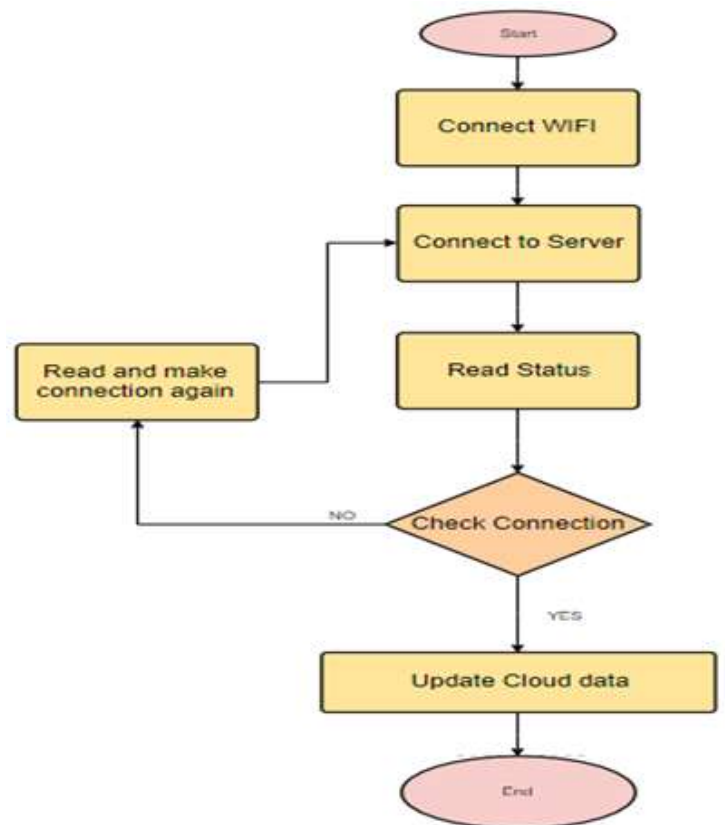 Start
Connect WIFI
Connect to Server
Read Status
Read and make
connection again
NO
Check Connection
YES
Update Cloud data
End